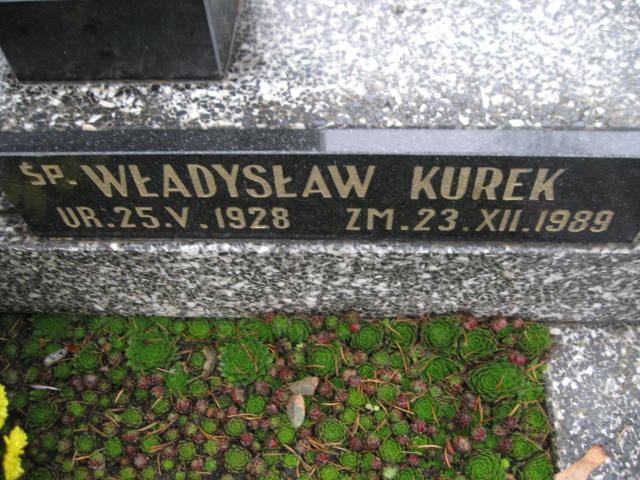 ŚP. WŁADYSŁAW KUREK
UR. 25. V. 1928 ZM. 23. XII. 1989